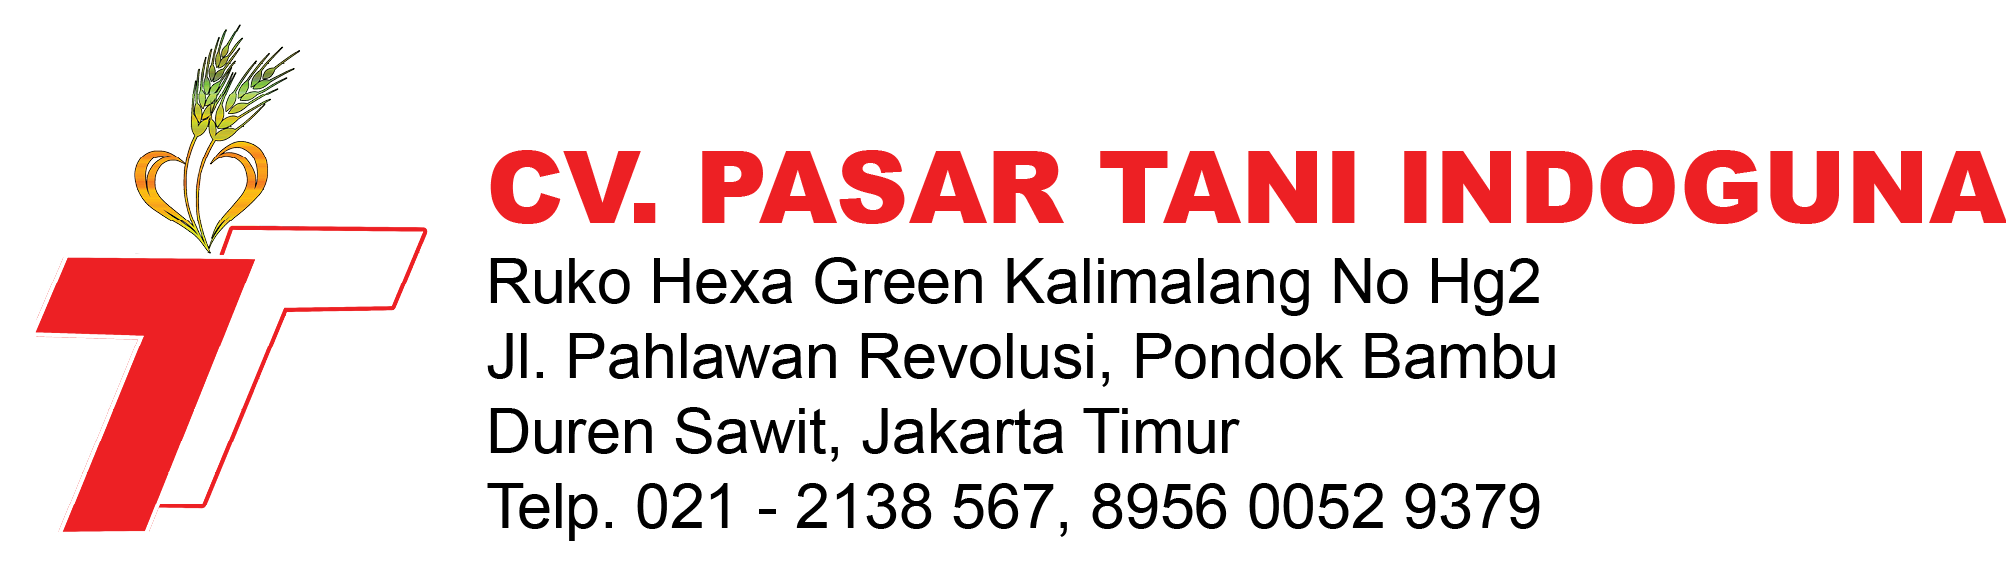 CV. PASAR TANI INDOGUNA
Ruko Hexa Green Kalimalang No Hg2
Jl. Pahlawan Revolusi, Pondok Bambu
Duren Sawit, Jakarta Timur
Telp. 021 - 2138 567, 8956 0052 9379